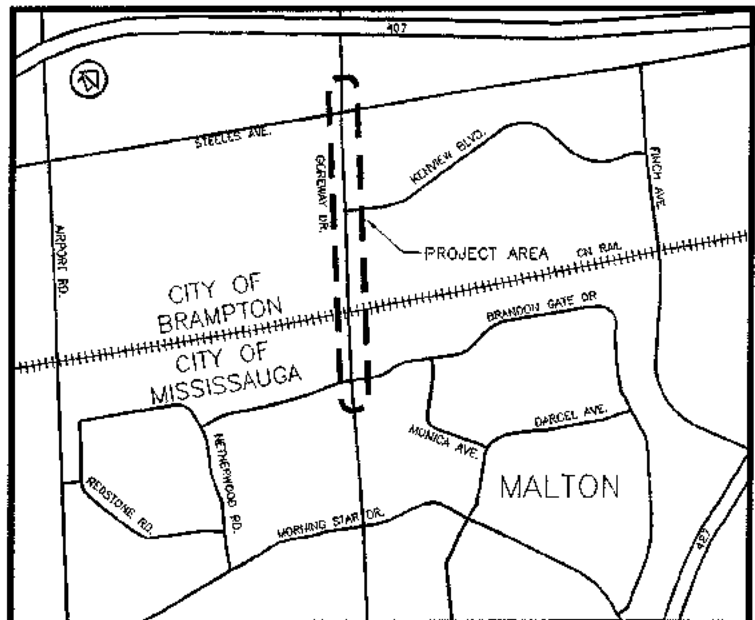 407
STEELES AVE.
GOREWAY DR.
KENVIEW BLVD.
FINCH AVE.
AIRPORT RD.
PROJECT AREA
CN RAIL
CITY OF
BRAMPTON
CITY OF
MISSISSAUGA
BRANDON GATE DR
NETHERWOOD RD.
REDSTONE RD.
MONICA AVE.
DARCEL AVE.
MALTON
MORNING STAR DR.
427